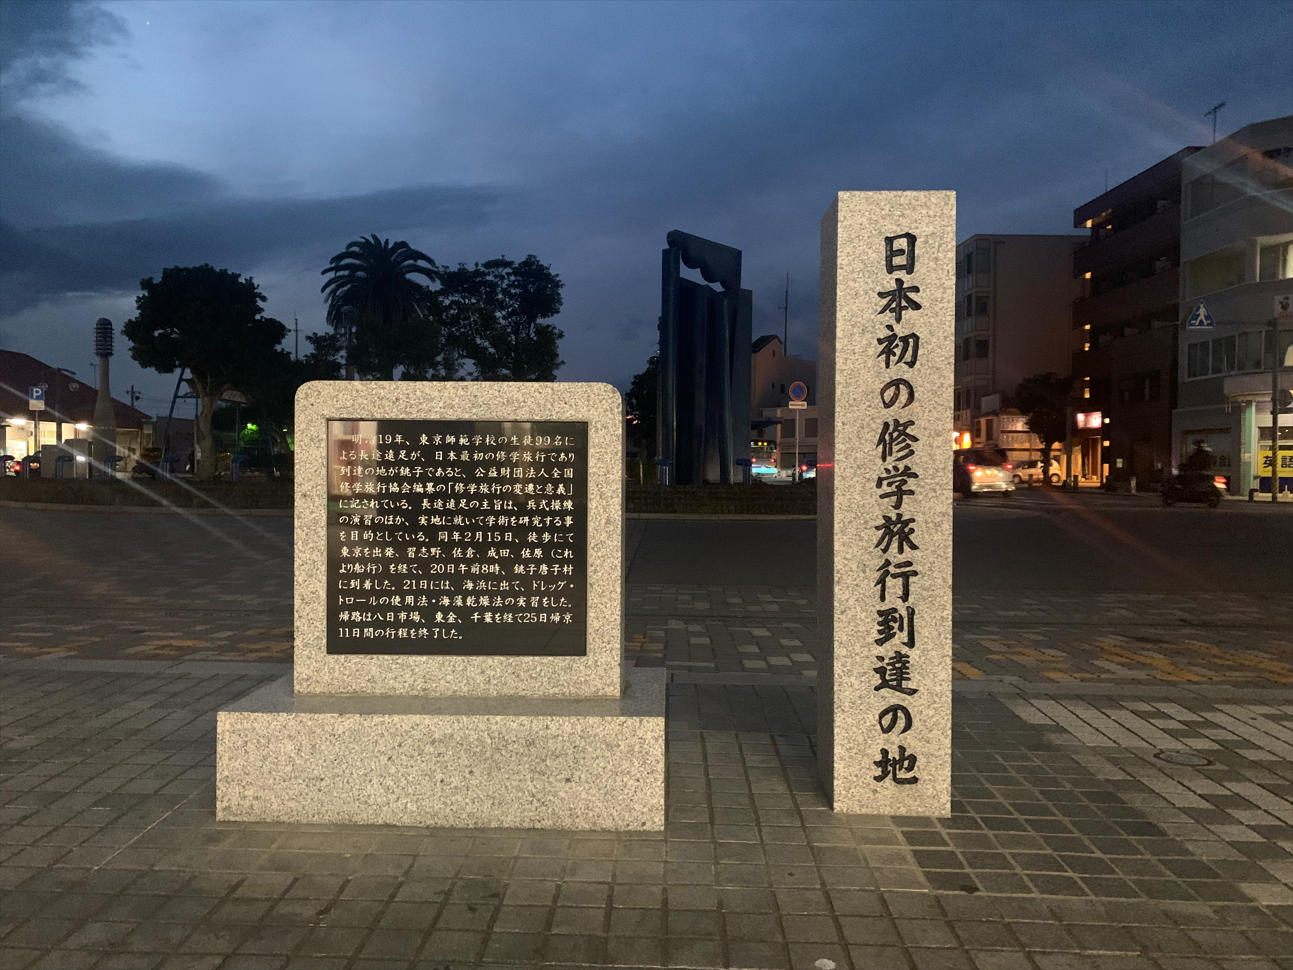 明治19年、東京師範学校の生徒99名に
よる長途遠足が、日本最初の修学旅行であり
到達の地が銚子であると、公益財団法人全国
修学旅行協会編纂の「修学旅行の変遷と意義」
に記されている。長途遠足の主旨は、兵式操練
の演習のほか、実地に就いて学術を研究する事
を目的としている。同年2月15日、徒歩にて
東京を出発、習志野、佐倉、成田、佐原（これ
より船行）を経て、20日午前8時、銚子唐子村
に到着した。21日には、海浜に出て、ドレッグ・
トロールの使用法・海藻乾燥法の実習をした。
帰路は八日市場、東金、千葉を経て25日帰京
11日間の行程を終了した。
日本初の修学旅行到達の地
P
英語